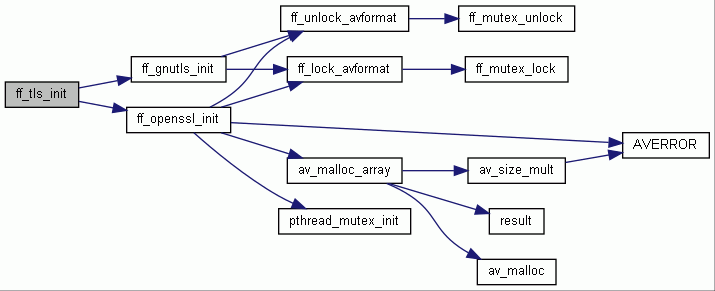 ff_unlock_avformat
ff_mutex_unlock
ff_gnutls_init
ff_lock_avformat
ff_mutex_lock
ff_tls_init
ff_openssl_init
AVERROR
av_malloc_array
av_size_mult
pthread_mutex_init
result
av_malloc